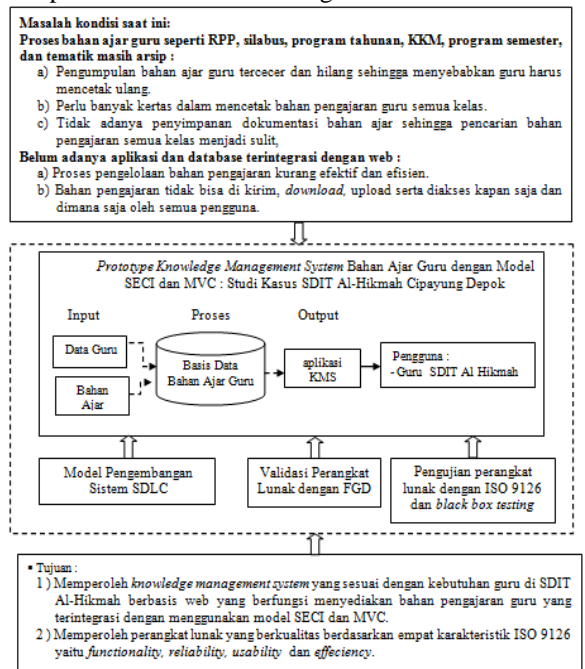 Masalah kondisi saat ini:
Proses bahan ajar guru seperti RPP, silabus, program tahunan, KKM, program semester,
dan tematik masih arsip :
a) Pengumpulan bahan ajar guru tercecer dan hilang sehingga menyebabkan guru harus
mencetak ulang.
b) Perlu banyak kertas dalam mencetak bahan pengajaran guru semua kelas.
c) Tidak adanya penyimpanan dokumentasi bahan ajar sehingga pencarian bahan
pengajaran semua kelas menjadi sulit,
Belum adanya aplikasi dan database terintegrasi dengan web :
a) Proses pengelolaan bahan pengajaran kurang efektif dan efisien.
b) Bahan pengajaran tidak bisa di kirim, download, upload serta diakses kapan saja dan
dimana saja oleh semua pengguna.
Prototype Knowledge Management System Bahan Ajar Guru dengan Model
SECI dan MVC : Studi Kasus SDIT Al-Hikmah Cipayung Depok
Input Proses Output
Data Guru
Bahan
Ajar
Basis Data
Bahan Ajar Guru
aplikasi
KMS
Pengguna :
- Guru SDIT Al Hikmah
Model Pengembangan
Sistem SDLC
Validasi Perangkat
Lunak dengan FGD
Pengujian perangkat
lunak dengan ISO 9126
dan black box testing
▪ Tujuan :
1 ) Memperoleh knowledge management system yang sesuai dengan kebutuhan guru di SDIT
Al-Hikmah berbasis web yang berfungsi menyediakan bahan pengajaran guru yang
terintegrasi dengan menggunakan model SECI dan MVC.
2 ) Memperoleh perangkat lunak yang berkualitas berdasarkan empat karakteristik ISO 9126
yaitu functionality, reliability, usability dan effeciency.